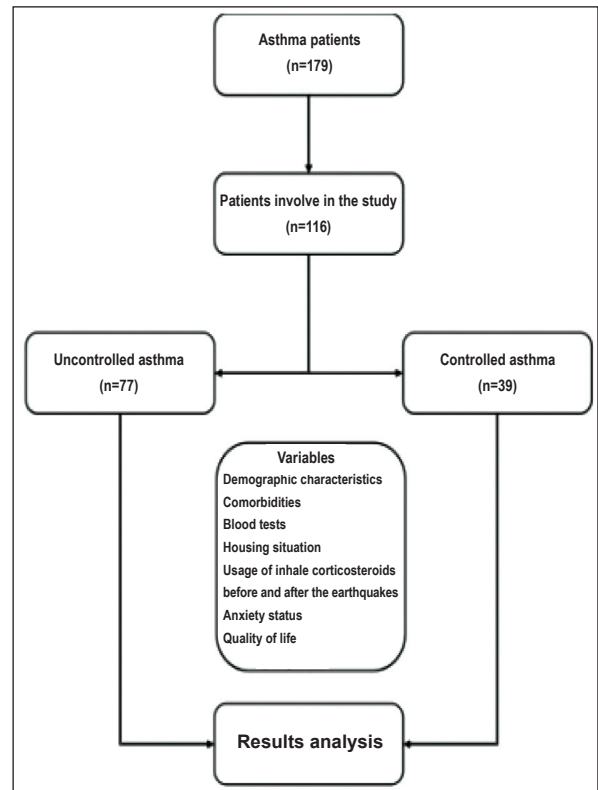 Asthma patients
(n=179)
Patients involve in the study
(n=116)
Uncontrolled asthma
(n=77)
Controlled asthma
(n=39)
Variables
Demographic characteristics
Comorbidities
Blood tests
Housing situation
Usage of inhale corticosteroids
before and after the earthquakes
Anxiety status
Quality of life
Results analysis